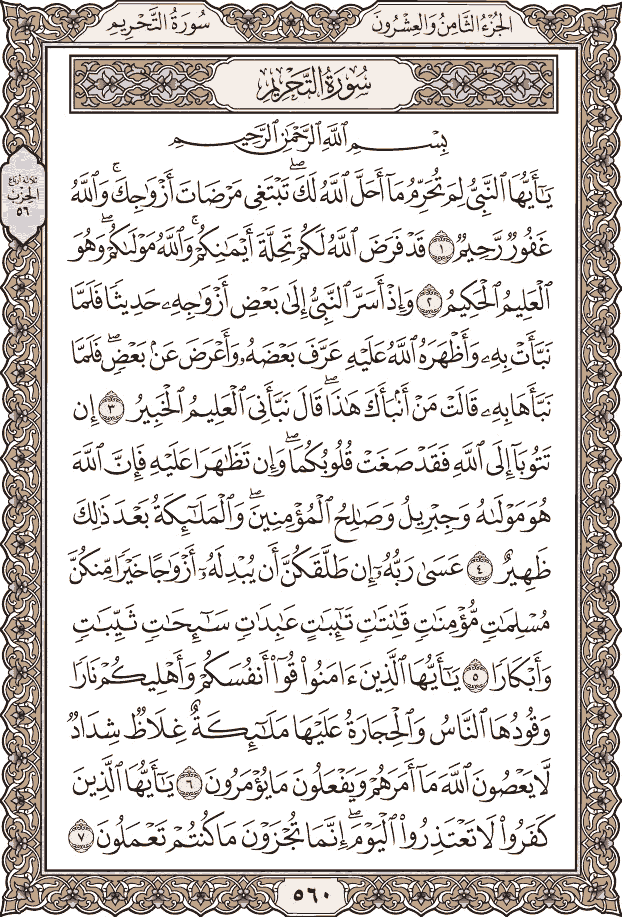 سُورَةُ التَّحْرِيمِ
الجُزْءُ الثَّامِنُ وَالعِشْرُونَ
سُورَةُ التَّحْرِيمِ
ثلاثة أرباع
الحزب
٥٦
بِسْمِ اللَّهِ الرَّحْمَٰنِ الرَّحِيمِ
يَٰٓأَيُّهَا ٱلنَّبِيُّ لِمَ تُحَرِّمُ مَآ أَحَلَّ ٱللَّهُ لَكَۖ تَبۡتَغِي مَرۡضَاتَ أَزۡوَٰجِكَۚ وَٱللَّهُ
غَفُورٞ رَّحِيمٞ ١ قَدۡ فَرَضَ ٱللَّهُ لَكُمۡ تَحِلَّةَ أَيۡمَٰنِكُمۡۚ وَٱللَّهُ مَوۡلَىٰكُمۡۖ وَهُوَ
ٱلۡعَلِيمُ ٱلۡحَكِيمُ ٢ وَإِذۡ أَسَرَّ ٱلنَّبِيُّ إِلَىٰ بَعۡضِ أَزۡوَٰجِهِۦ حَدِيثٗا فَلَمَّا
نَبَّأَتۡ بِهِۦ وَأَظۡهَرَهُ ٱللَّهُ عَلَيۡهِ عَرَّفَ بَعۡضَهُۥ وَأَعۡرَضَ عَنۢ بَعۡضٖۖ فَلَمَّا
نَبَّأَهَا بِهِۦ قَالَتۡ مَنۡ أَنۢبَأَكَ هَٰذَاۖ قَالَ نَبَّأَنِيَ ٱلۡعَلِيمُ ٱلۡخَبِيرُ ٣ إِن
تَتُوبَآ إِلَى ٱللَّهِ فَقَدۡ صَغَتۡ قُلُوبُكُمَاۖ وَإِن تَظَٰهَرَا عَلَيۡهِ فَإِنَّ ٱللَّهَ
هُوَ مَوۡلَىٰهُ وَجِبۡرِيلُ وَصَٰلِحُ ٱلۡمُؤۡمِنِينَۖ وَٱلۡمَلَٰٓئِكَةُ بَعۡدَ ذَٰلِكَ
ظَهِيرٌ ٤ عَسَىٰ رَبُّهُۥٓ إِن طَلَّقَكُنَّ أَن يُبۡدِلَهُۥٓ أَزۡوَٰجًا خَيۡرٗا مِّنكُنَّ
مُسۡلِمَٰتٖ مُّؤۡمِنَٰتٖ قَٰنِتَٰتٖ تَٰٓئِبَٰتٍ عَٰبِدَٰتٖ سَٰٓئِحَٰتٖ ثَيِّبَٰتٖ
وَأَبۡكَارٗا ٥ يَٰٓأَيُّهَا ٱلَّذِينَ ءَامَنُواْ قُوٓاْ أَنفُسَكُمۡ وَأَهۡلِيكُمۡ نَارٗا
وَقُودُهَا ٱلنَّاسُ وَٱلۡحِجَارَةُ عَلَيۡهَا مَلَٰٓئِكَةٌ غِلَاظٞ شِدَادٞ
لَّا يَعۡصُونَ ٱللَّهَ مَآ أَمَرَهُمۡ وَيَفۡعَلُونَ مَا يُؤۡمَرُونَ ٦ يَٰٓأَيُّهَا ٱلَّذِينَ
كَفَرُواْ لَا تَعۡتَذِرُواْ ٱلۡيَوۡمَۖ إِنَّمَا تُجۡزَوۡنَ مَا كُنتُمۡ تَعۡمَلُونَ ٧
٥٦٠